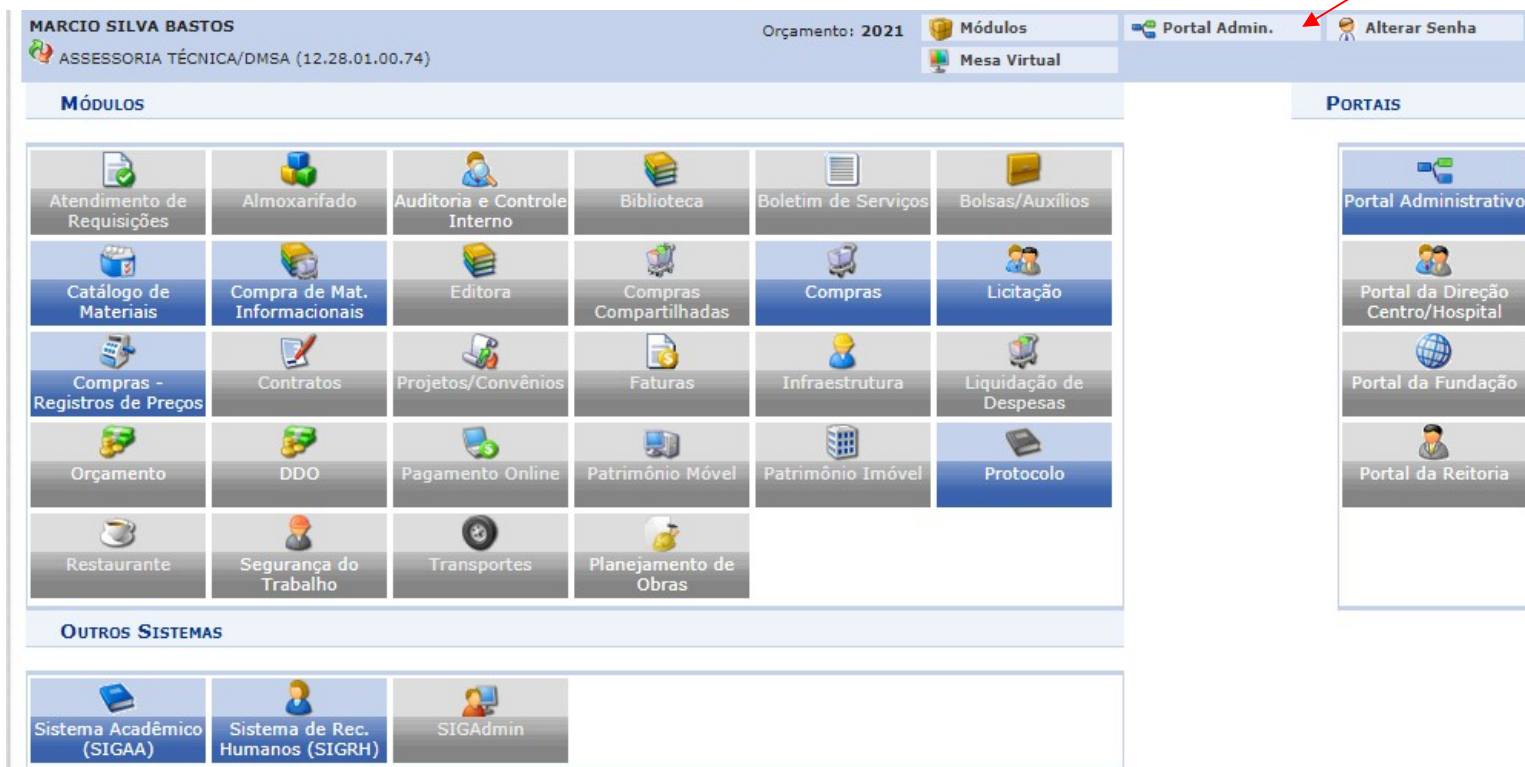 MARCIO SILVA BASTOS
Orçamento: 2021
Módulos
Portal Admin.
Alterar Senha
ASSESSORIA TÉCNICA/DMSA (12.28.01.00.74)
Mesa Virtual
MÓDULOS
PORTAIS
Atendimento de
Requisições
Almoxarifado
Auditoria e Controle
Interno
Biblioteca
Boletim de Serviços
Bolsas/Auxílios
Portal Administrativo
Catálogo de
Materiais
Compra de Mat.
Informacionais
Editora
Compras
Compartilhadas
Compras
Licitação
Portal da Direção
Centro/Hospital
Compras -
Registros de Preços
Contratos
Projetos/Convênios
Faturas
Infraestrutura
Liquidação de
Despesas
Portal da Fundação
Orçamento
DDO
Pagamento Online
Patrimônio Móvel
Patrimônio Imóvel
Protocolo
Portal da Reitoria
Restaurante
Segurança do
Trabalho
Transportes
Planejamento de
Obras
OUTROS SISTEMAS
Sistema Acadêmico
(SIGAA)
Sistema de Rec.
Humanos (SIGRH)
SIGAdmin